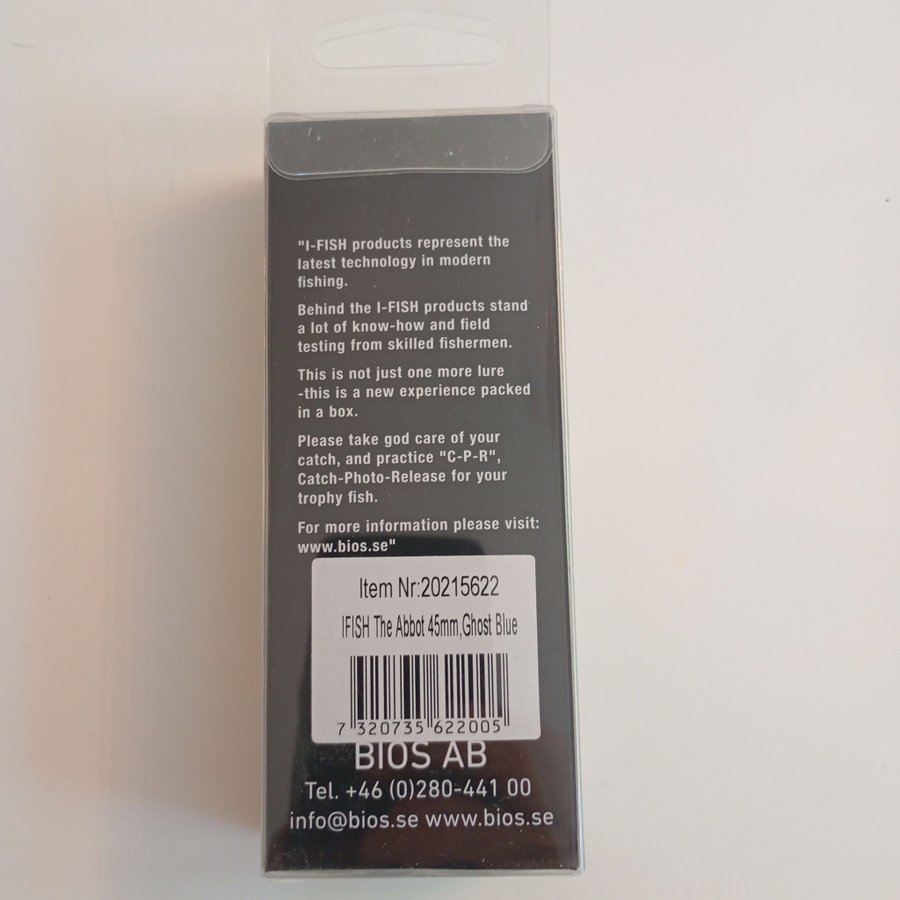 "I-FISH products represent the
latest technology in modern
fishing.
Behind the I-FISH products stand
a lot of know-how and field
testing from skilled fishermen.
This is not just one more lure
-this is a new experience packed
in a box.
Please take god care of your
catch, and practice "C-P-R",
Catch-Photo-Release for your
trophy fish.
For more information please visit:
www.bios.se"
Item Nr:20215622
IFISH The Abbot 45mm,Ghost Blue
7 320735 622005
BIOS AB
Tel. +46 (0)280-441 00
info@bios.se www.bios.se